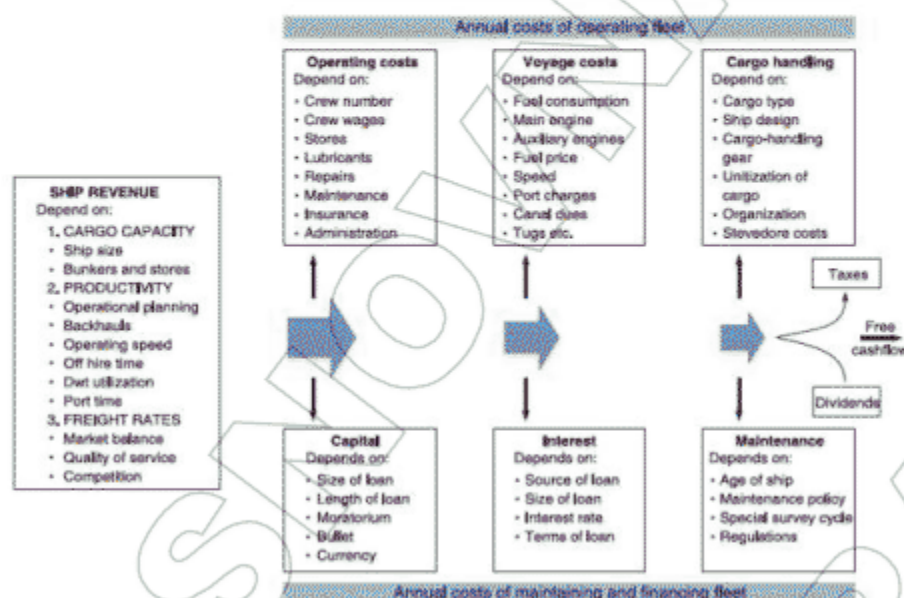 Annual costs of operating fleet
Operating costs
Depend on:
• Crew number
• Crew wages
• Stores
• Lubricants
• Repairs
• Maintenance
• Insurance
• Administration
Voyage costs
Depend on:
• Fuel consumption
• Main engine
• Auxiliary engines
• Fuel price
• Speed
• Port charges
• Canal dues
• Tugs etc.
Cargo handling
Depend on:
• Cargo type
• Ship design
• Cargo-handling
gear
• Unitization of
cargo
• Organization
• Stevedore costs
SHIP REVENUE
Depend on:
1. CARGO CAPACITY
• Ship size
• Bunkers and stores
2. PRODUCTIVITY
• Operational planning
• Backhauls
• Operating speed
• Off hire time
• Dwt utilization
• Port time
3. FREIGHT RATES
• Market balance
• Quality of service
• Competition
Taxes
Free
cashflow
Dividends
Capital
Depends on:
• Size of loan
• Length of loan
• Moratorium
• Bullet
• Currency
Interest
Depends on:
• Source of loan
• Size of loan
• Interest rate
• Terms of loan
Maintenance
Depends on:
• Age of ship
• Maintenance policy
• Special survey cycle
• Regulations
Annual costs of maintaining and financing fleet